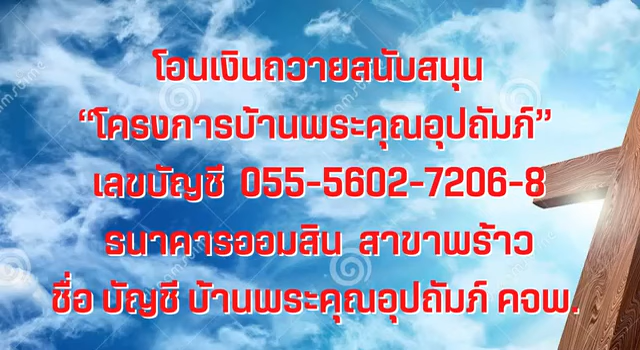 โอนเงินถวายสนับสนุน
“โครงการบ้านพระคุณอุปถัมภ์”
เลขบัญชี 055-5602-7206-8
ธนาคารออมสิน สาขาพร้าว
ชื่อ บัญชี บ้านพระคุณอุปถัมภ์ คจพ.